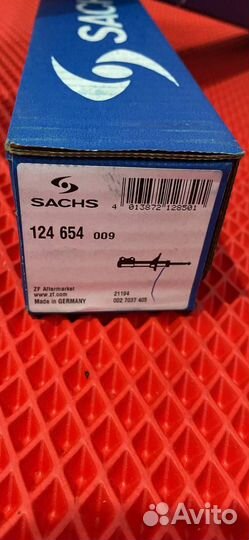 SACHS
SACHS
4 013872 128501
124 654 009
ZF Aftermarket
www.zf.com
Made in GERMANY
21194
002 7037 403
Avito